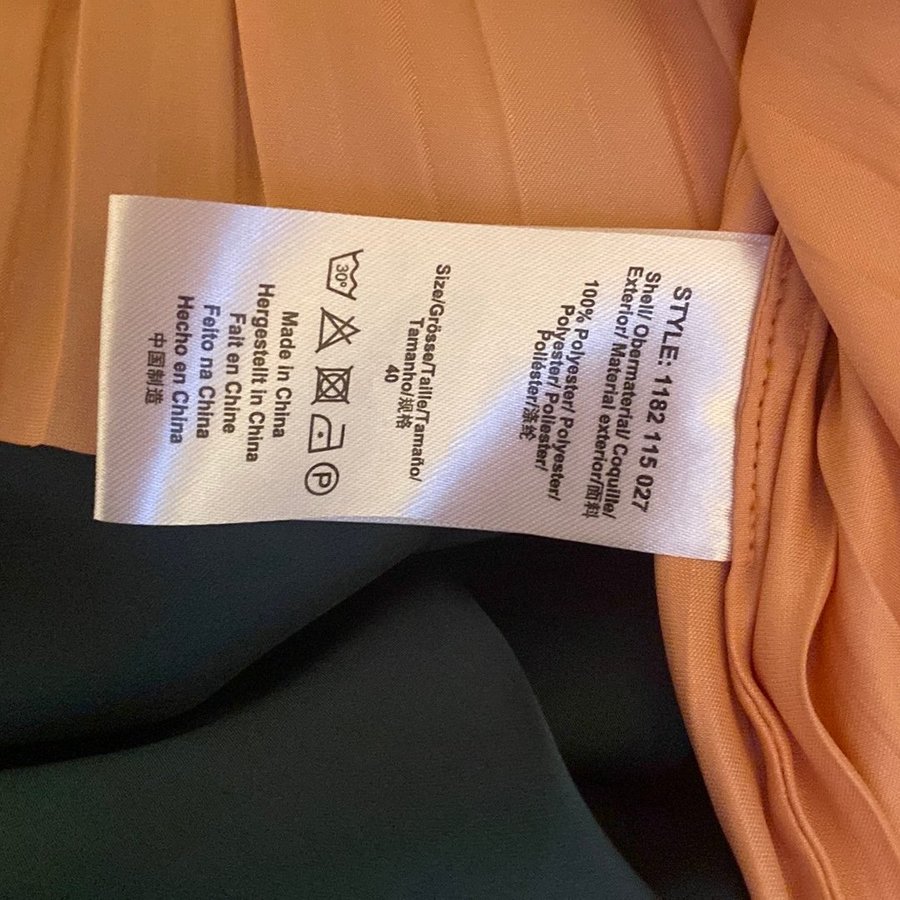 STYLE: 1182 115 027
Shell/ Obermaterial/ Coquille/
Exterior/ Material exterior/面料
100% Polyester/ Polyester/
Polyester/ Poliester/
Poliéster/涤纶
Size/Grösse/Taille/Tamaño/
Tamanho/规格
40
30°
P
Made in China
Hergestellt in China
Fait en Chine
Feito na China
Hecho en China
中国制造